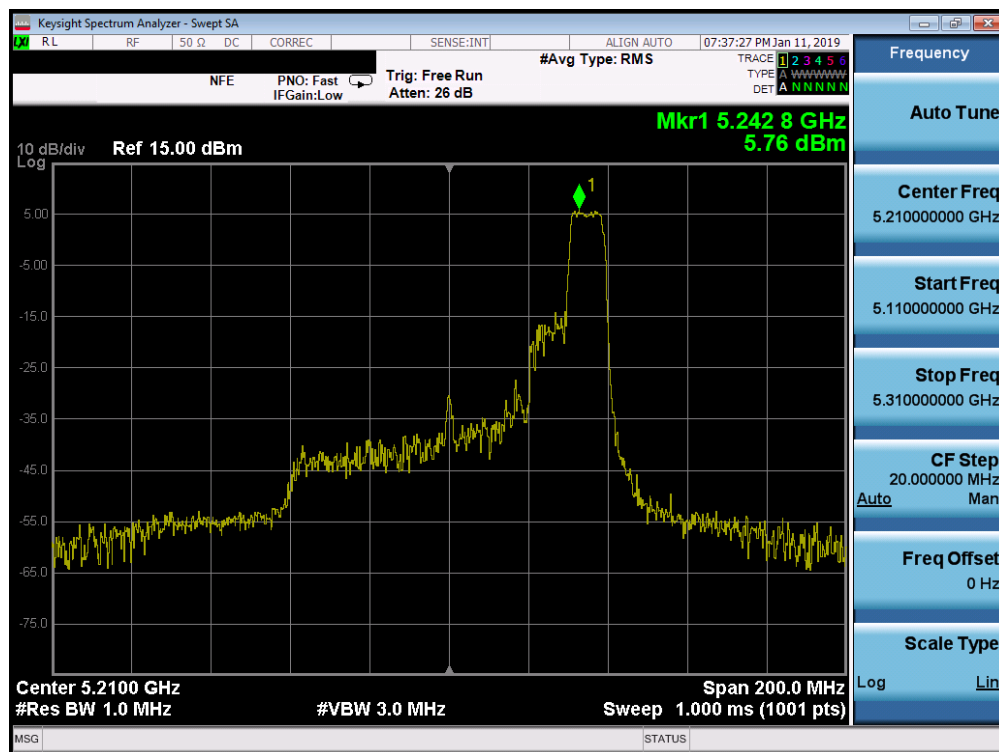 Keysight Spectrum Analyzer - Swept SA
LXI RL RF 50 Ω DC CORREC SENSE:INT ALIGN AUTO 07:37:27 PM Jan 11, 2019
NFE PNO: Fast Trig: Free Run #Avg Type: RMS TRACE 1 2 3 4 5 6
IFGain:Low Atten: 26 dB TYPE A WWWWW
DET A N N N N N
Mkr1 5.242 8 GHz
5.76 dBm
10 dB/div Ref 15.00 dBm
Log
1
5.00
-5.00
-15.0
-25.0
-35.0
-45.0
-55.0
-65.0
-75.0
Center 5.2100 GHz Span 200.0 MHz
#Res BW 1.0 MHz #VBW 3.0 MHz Sweep 1.000 ms (1001 pts)
MSG STATUS
Frequency
Auto Tune
Center Freq
5.210000000 GHz
Start Freq
5.110000000 GHz
Stop Freq
5.310000000 GHz
CF Step
20.000000 MHz
Auto Man
Freq Offset
0 Hz
Scale Type
Log Lin